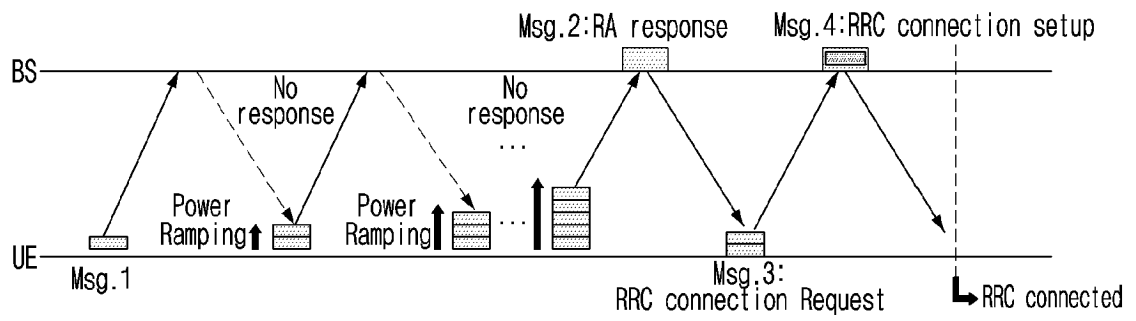 Msg.2:RA response
Msg.4:RRC connection setup
BS
No
response
No
response
...
Power
Ramping
Power
Ramping
...
UE
Msg.1
Msg.3:
RRC connection Request
RRC connected